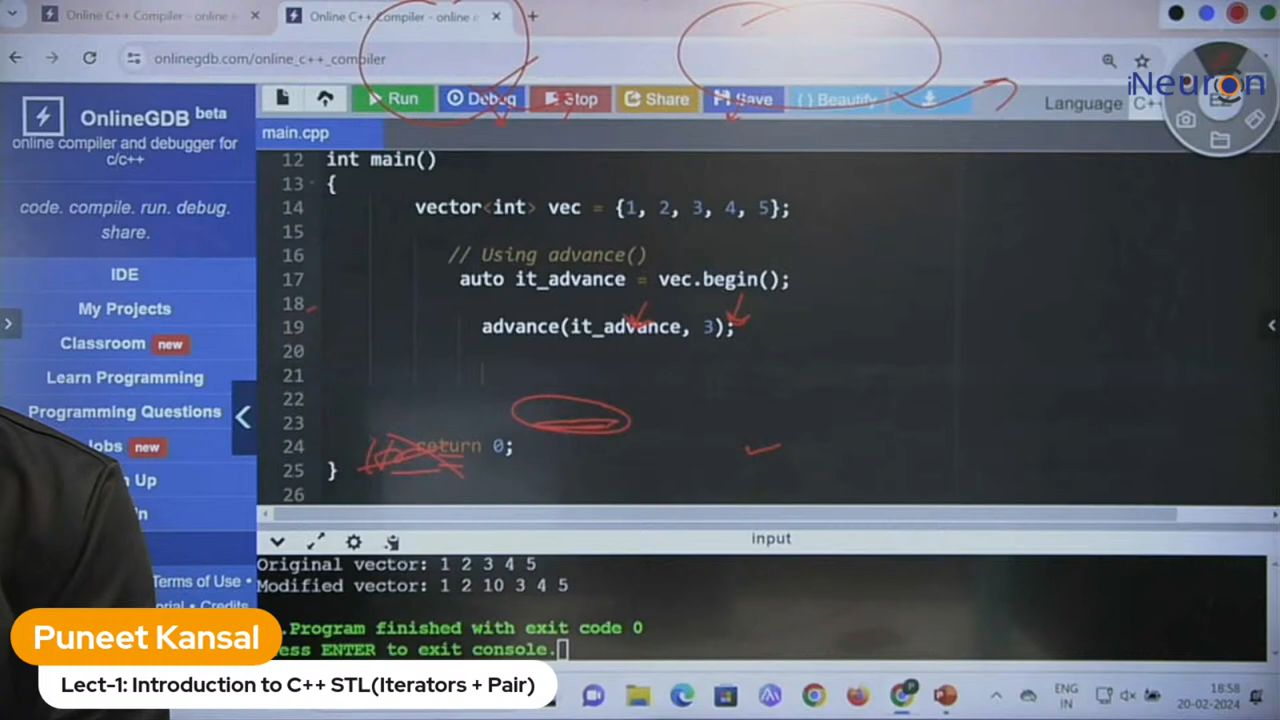 Online C++ Compiler - online e
Online C++ Compiler - online e
onlinegdb.com/online_c++_compiler
iNeuron
Run
Debug
Stop
Share
Save
{ } Beautify
Language C++
OnlineGDB beta
online compiler and debugger for
c/c++
code. compile. run. debug.
share.
IDE
My Projects
Classroom new
Learn Programming
Programming Questions
Jobs new
Up
Terms of Use •
• Credits
main.cpp
12 int main()
13 {
14 vector<int> vec = {1, 2, 3, 4, 5};
15
16 // Using advance()
17 auto it_advance = vec.begin();
18
19 advance(it_advance, 3);
20
21
22
23
24 return 0;
25 }
26
input
Original vector: 1 2 3 4 5
Modified vector: 1 2 10 3 4 5
.Program finished with exit code 0
ess ENTER to exit console.
Puneet Kansal
Lect-1: Introduction to C++ STL(Iterators + Pair)
ENG
IN
18:58
20-02-2024